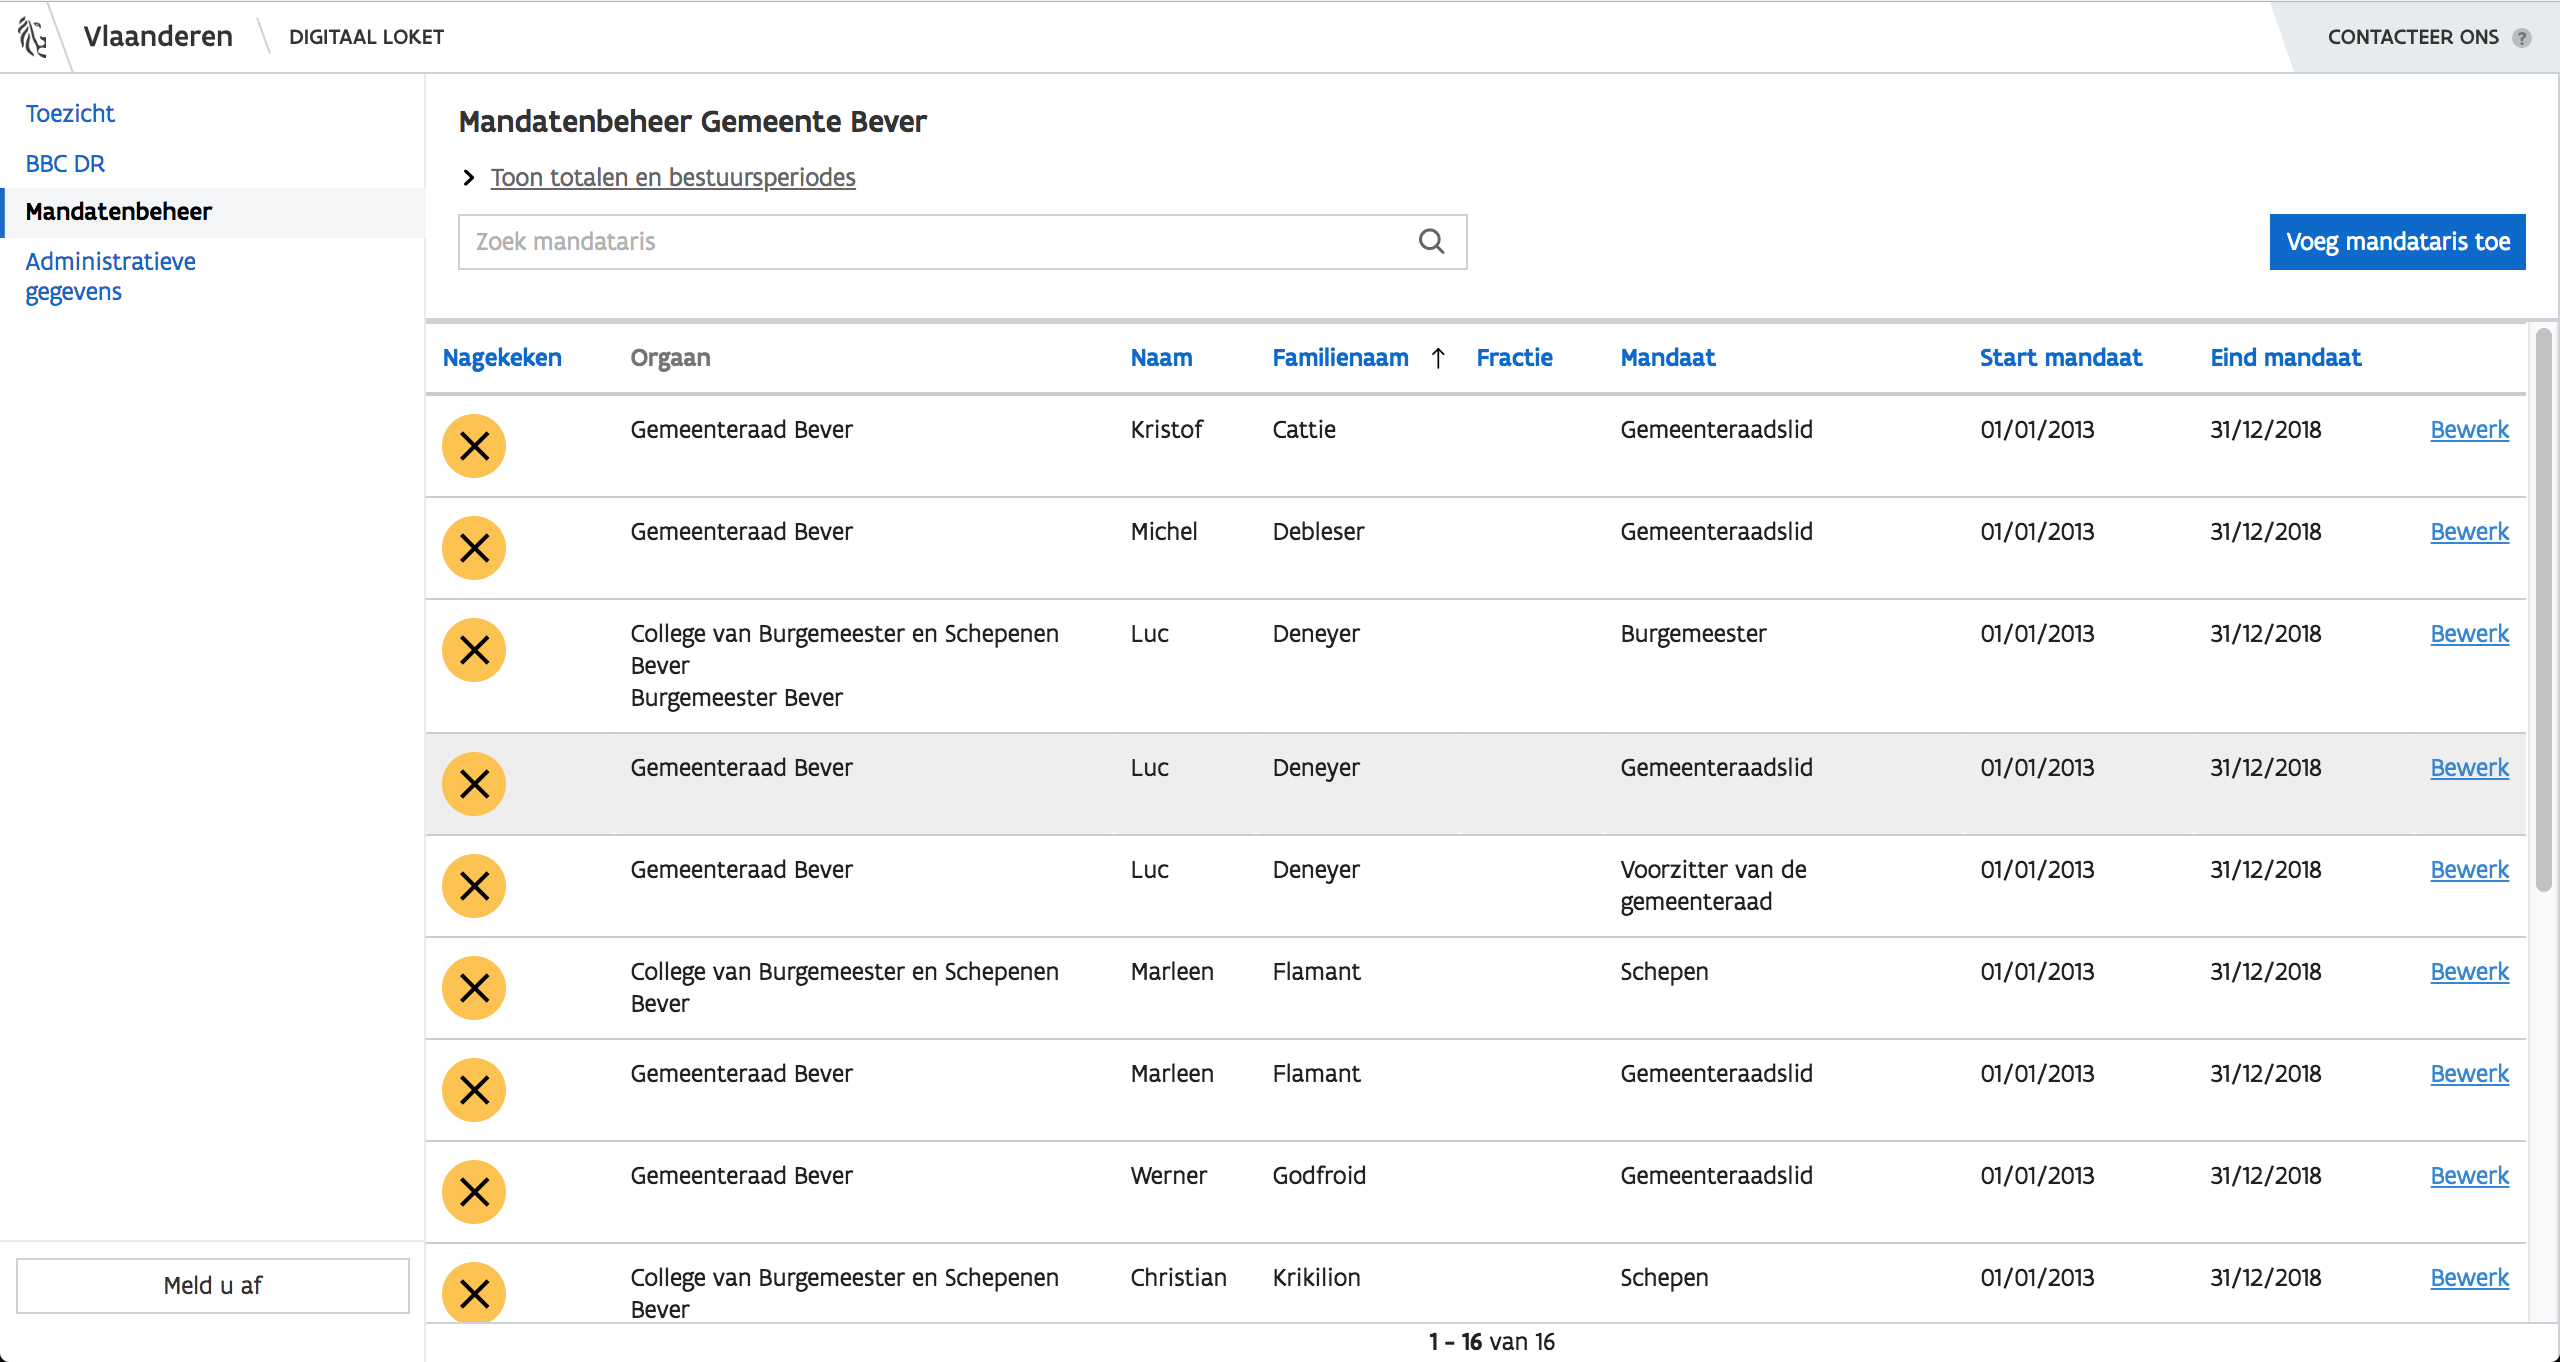 Vlaanderen DIGITAAL LOKET CONTACTEER ONS ?
Toezicht
BBC DR
Mandatenbeheer
Administratieve
gegevens
Meld u af
Mandatenbeheer Gemeente Bever
Toon totalen en bestuursperiodes
Zoek mandataris
Voeg mandataris toe
Nagekeken Orgaan Naam Familienaam ↑ Fractie Mandaat Start mandaat Eind mandaat
Gemeenteraad Bever Kristof Cattie Gemeenteraadslid 01/01/2013 31/12/2018 Bewerk
Gemeenteraad Bever Michel Debleser Gemeenteraadslid 01/01/2013 31/12/2018 Bewerk
College van Burgemeester en Schepenen Luc Deneyer Burgemeester 01/01/2013 31/12/2018 Bewerk
Bever
Burgemeester Bever
Gemeenteraad Bever Luc Deneyer Gemeenteraadslid 01/01/2013 31/12/2018 Bewerk
Gemeenteraad Bever Luc Deneyer Voorzitter van de 01/01/2013 31/12/2018 Bewerk
gemeenteraad
College van Burgemeester en Schepenen Marleen Flamant Schepen 01/01/2013 31/12/2018 Bewerk
Bever
Gemeenteraad Bever Marleen Flamant Gemeenteraadslid 01/01/2013 31/12/2018 Bewerk
Gemeenteraad Bever Werner Godfroid Gemeenteraadslid 01/01/2013 31/12/2018 Bewerk
College van Burgemeester en Schepenen Christian Krikilion Schepen 01/01/2013 31/12/2018 Bewerk
Bever
1 - 16 van 16